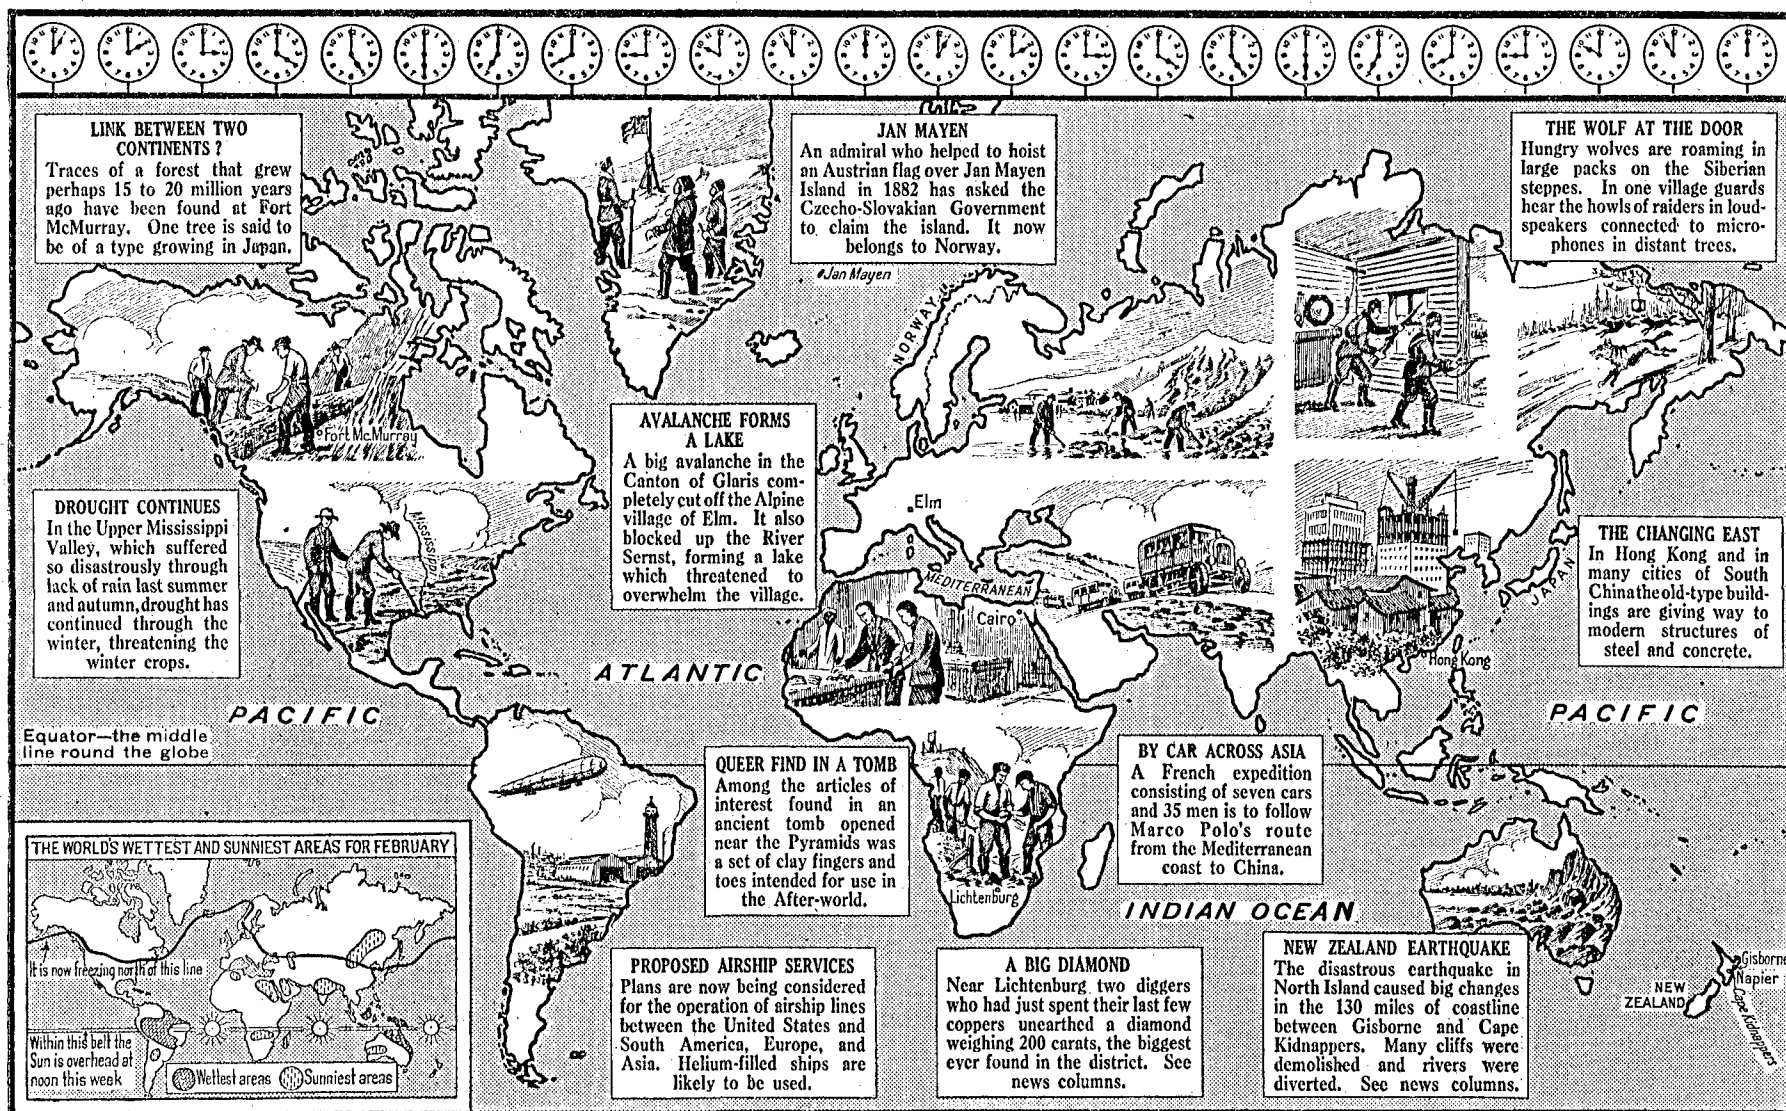 LINK BETWEEN TWO
CONTINENTS ?
Traces of a forest that grew
perhaps 15 to 20 million years
ago have been found at Fort
McMurray. One tree is said to
be of a type growing in Japan.
JAN MAYEN
An admiral who helped to hoist
an Austrian flag over Jan Mayen
Island in 1882 has asked the
Czecho-Slovakian Government
to claim the island. It now
belongs to Norway.
THE WOLF AT THE DOOR
Hungry wolves are roaming in
large packs on the Siberian
steppes. In one village guards
hear the howls of raiders in loud-
speakers connected to micro-
phones in distant trees.
Jan Mayen
NORWAY
Fort McMurray
AVALANCHE FORMS
A LAKE
A big avalanche in the
Canton of Glaris com-
pletely cut off the Alpine
village of Elm. It also
blocked up the River
Sernst, forming a lake
which threatened to
overwhelm the village.
DROUGHT CONTINUES
In the Upper Mississippi
Valley, which suffered
so disastrously through
lack of rain last summer
and autumn, drought has
continued through the
winter, threatening the
winter crops.
MISSISSIPPI
Elm
MEDITERRANEAN
Cairo
JAPAN
Hong Kong
THE CHANGING EAST
In Hong Kong and in
many cities of South
China the old-type build-
ings are giving way to
modern structures of
steel and concrete.
ATLANTIC
PACIFIC
PACIFIC
Equator—the middle
line round the globe
QUEER FIND IN A TOMB
Among the articles of
interest found in an
ancient tomb opened
near the Pyramids was
a set of clay fingers and
toes intended for use in
the After-world.
BY CAR ACROSS ASIA
A French expedition
consisting of seven cars
and 35 men is to follow
Marco Polo's route
from the Mediterranean
coast to China.
Lichtenburg
INDIAN OCEAN
THE WORLD'S WETTEST AND SUNNIEST AREAS FOR FEBRUARY
It is now freezing north of this line
Within this belt the
Sun is overhead at
noon this week
Wettest areas
Sunniest areas
PROPOSED AIRSHIP SERVICES
Plans are now being considered
for the operation of airship lines
between the United States and
South America, Europe, and
Asia. Helium-filled ships are
likely to be used.
A BIG DIAMOND
Near Lichtenburg two diggers
who had just spent their last few
coppers unearthed a diamond
weighing 200 carats, the biggest
ever found in the district. See
news columns.
NEW ZEALAND EARTHQUAKE
The disastrous earthquake in
North Island caused big changes
in the 130 miles of coastline
between Gisborne and Cape
Kidnappers. Many cliffs were
demolished and rivers were
diverted. See news columns.
NEW
ZEALAND
Gisborne
Napier
Cape Kidnappers